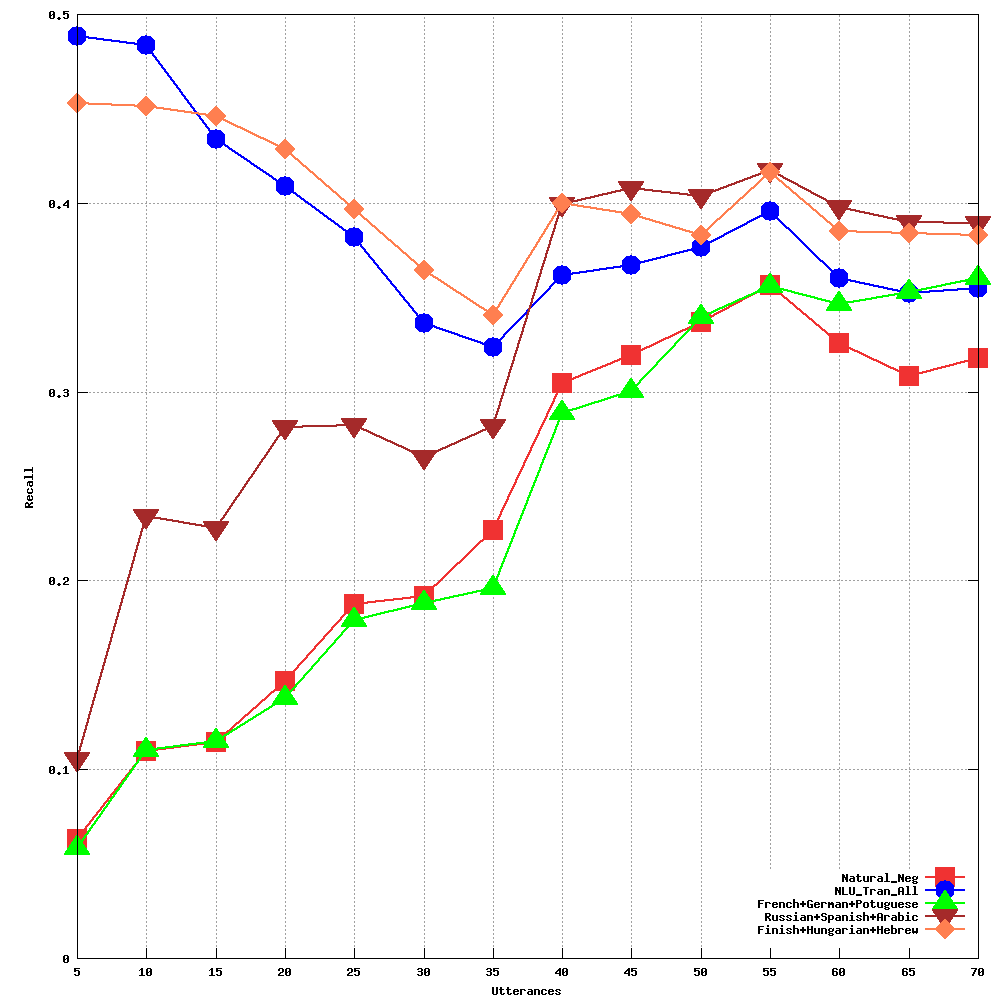 0.5
0.4
0.3
0.2
0.1
0
Recall
5 10 15 20 25 30 35 40 45 50 55 60 65 70
Utterances
Natural_Neg
NLU_Tran_All
French+German+Potuguese
Russian+Spanish+Arabic
Finish+Hungarian+Hebrew